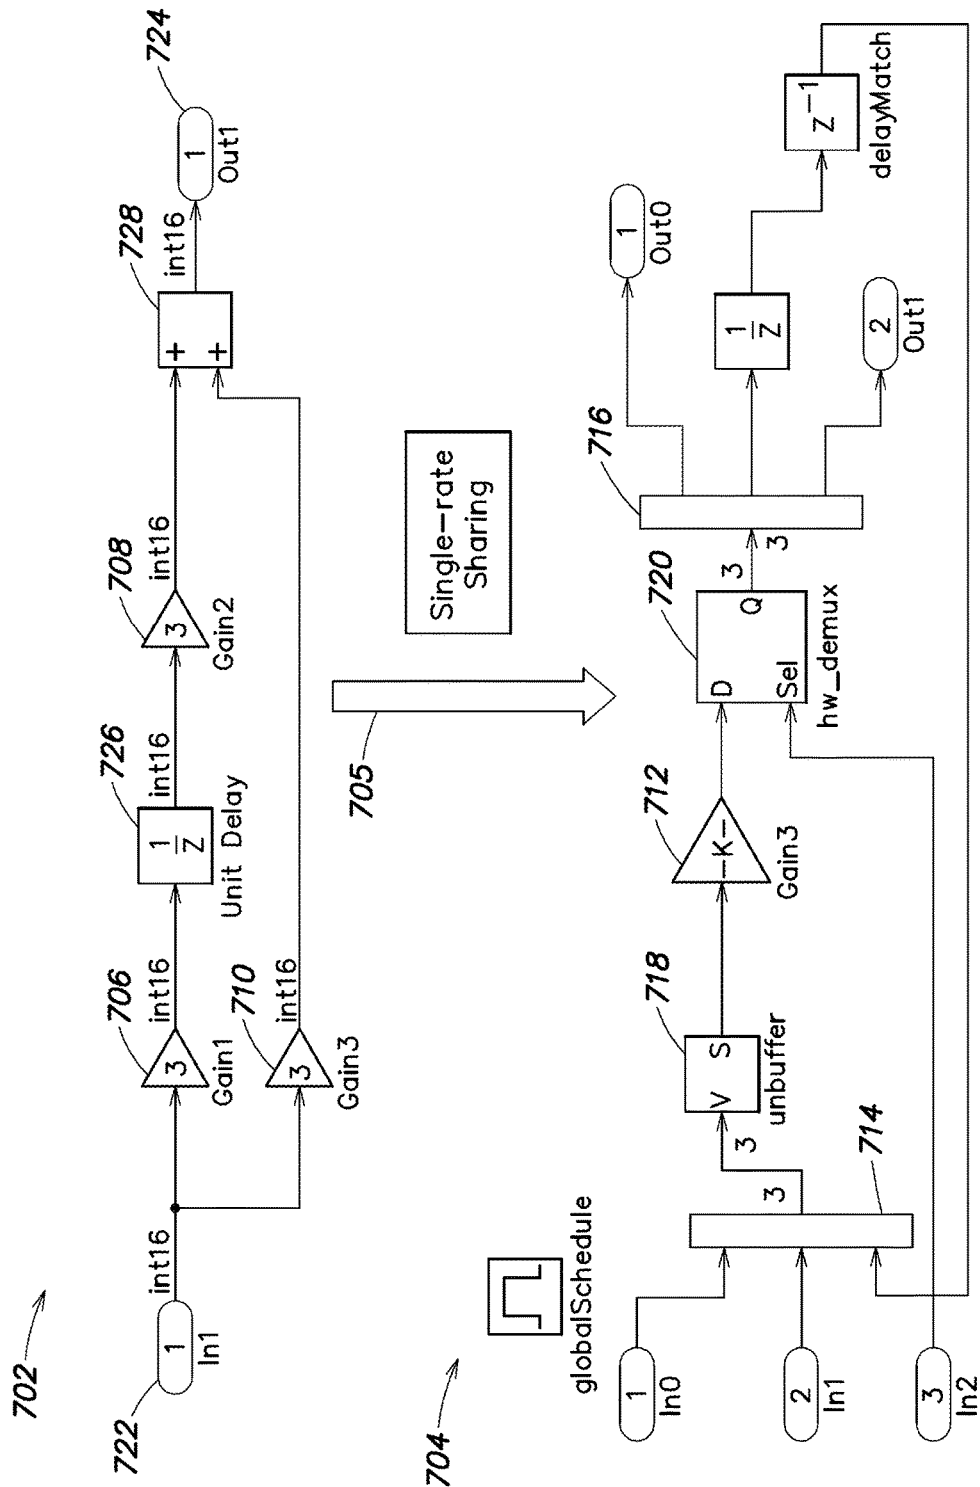 702
722
1
In1
int16
706
3
Gain1
int16
710
3
Gain3
int16
726
1
Z
Unit Delay
int16
708
3
Gain2
int16
728
+
+
int16
724
1
Out1
705
Single-rate
Sharing
704
globalSchedule
1
In0
2
In1
3
In2
714
3
3
718
V
S
unbuffer
712
-K-
Gain3
720
D
Sel
Q
hw_demux
3
3
716
1
Z
1
Out0
2
Out1
Z-1
delayMatch